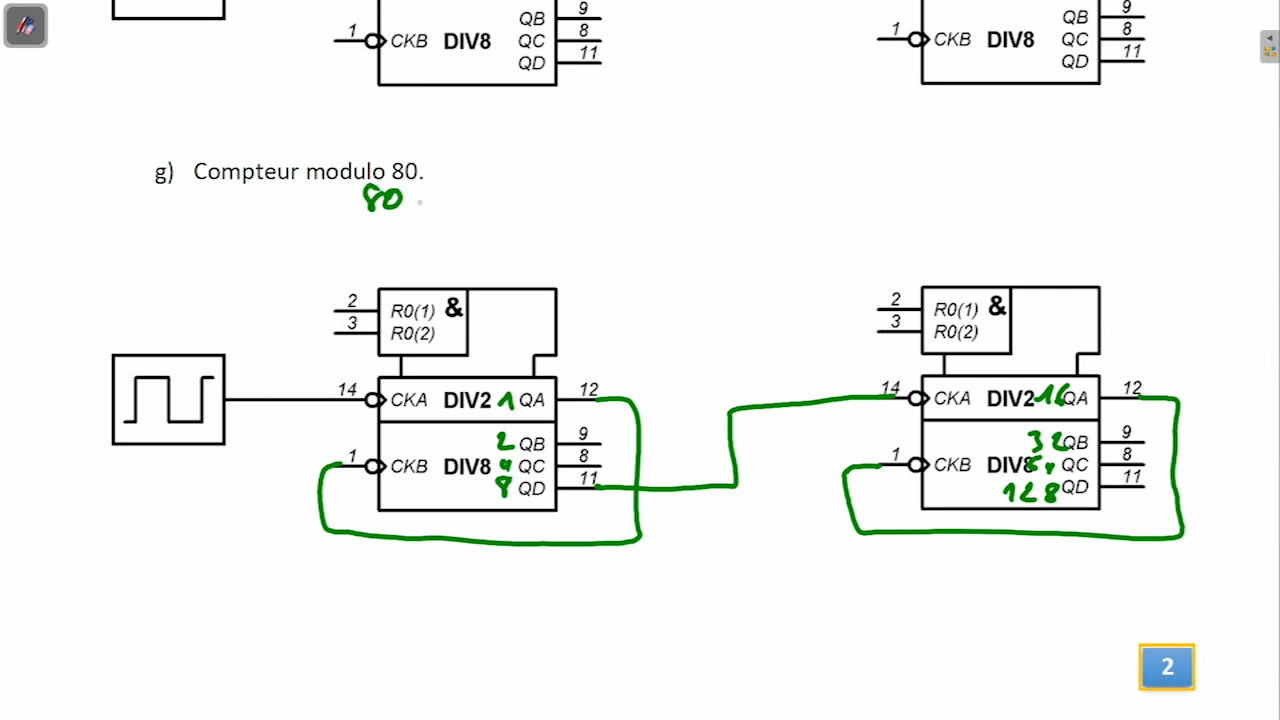 QB 9 QB 9
1 CKB DIV8 QC 8 1 CKB DIV8 QC 8
QD 11 QD 11
g) Compteur modulo 80.
80
2 R0(1) & 2 R0(1) &
3 R0(2) 3 R0(2)
14 CKA DIV2 1 QA 12 14 CKA DIV2 16 QA 12
2 QB 9 32 QB 9
1 CKB DIV8 4 QC 8 1 CKB DIV8 QC 8
8 QD 11 128 QD 11
2